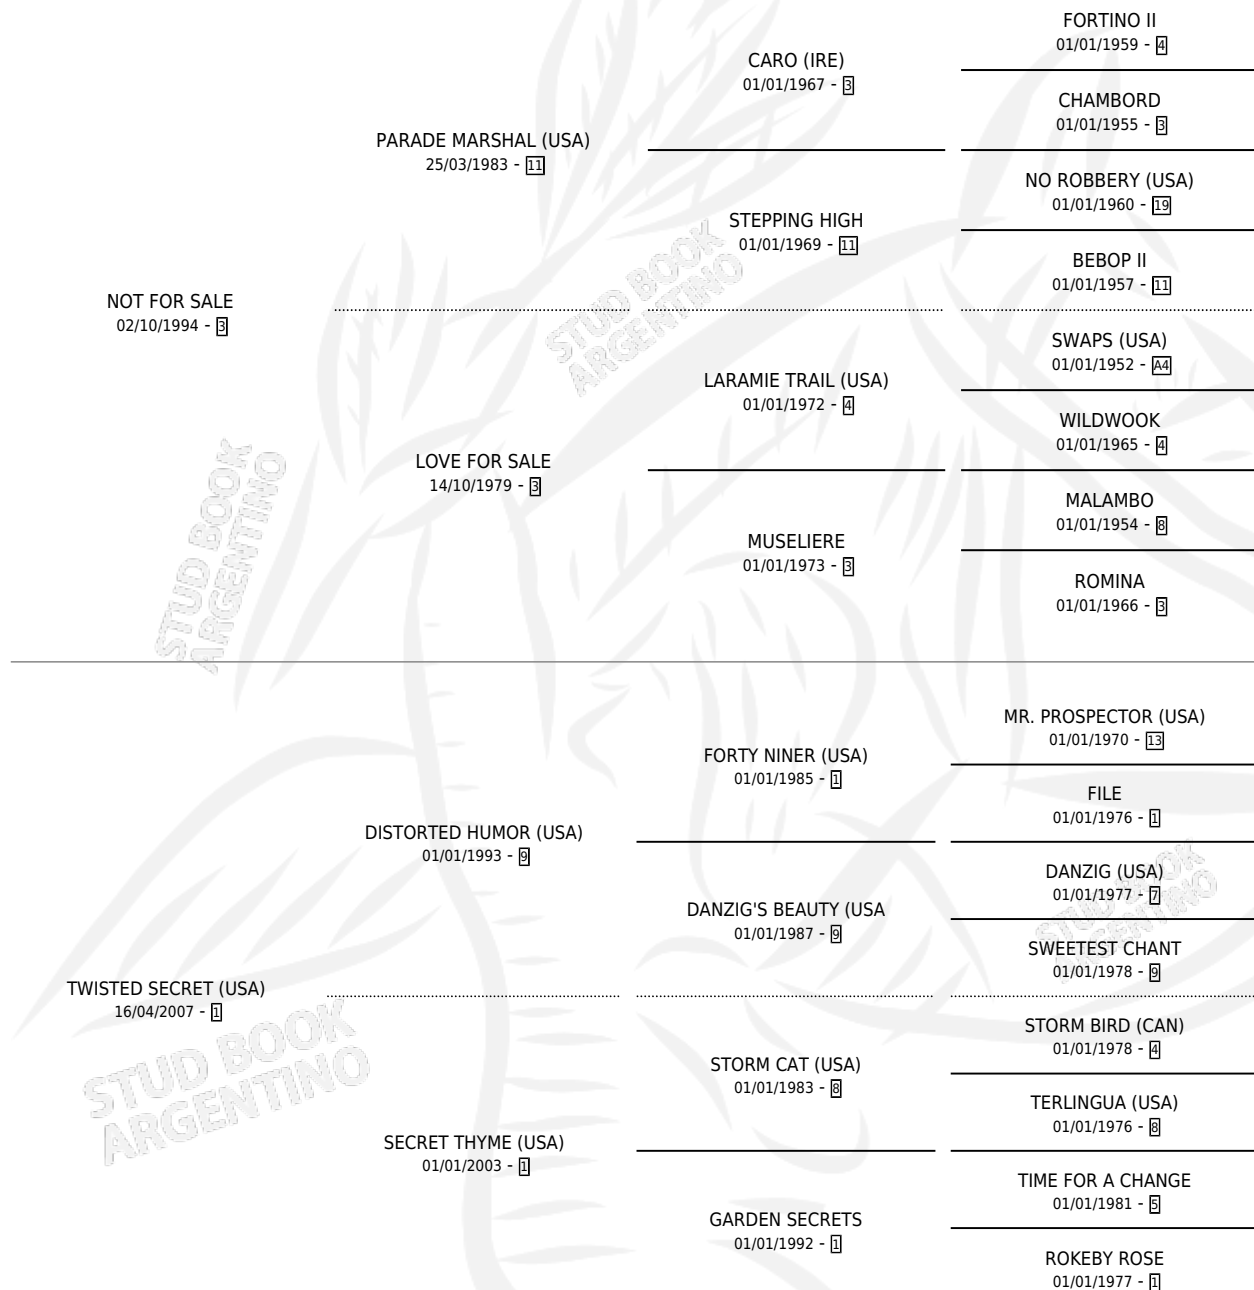 FORTINO II
01/01/1959 - 4
CARO (IRE)
01/01/1967 - 3
CHAMBORD
01/01/1955 - 3
PARADE MARSHAL (USA)
25/03/1983 - 11
NO ROBBERY (USA)
01/01/1960 - 19
STEPPING HIGH
01/01/1969 - 11
BEBOP II
01/01/1957 - 11
NOT FOR SALE
02/10/1994 - 3
SWAPS (USA)
01/01/1952 - A4
LARAMIE TRAIL (USA)
01/01/1972 - 4
WILDWOOK
01/01/1965 - 4
LOVE FOR SALE
14/10/1979 - 3
MALAMBO
01/01/1954 - 8
MUSELIERE
01/01/1973 - 3
ROMINA
01/01/1966 - 3
STUD BOOK
ARGENTINO
STUD BOOK
ARGENTINO
MR. PROSPECTOR (USA)
01/01/1970 - 13
FORTY NINER (USA)
01/01/1985 - 1
FILE
01/01/1976 - 1
DISTORTED HUMOR (USA)
01/01/1993 - 9
DANZIG (USA)
01/01/1977 - 7
DANZIG'S BEAUTY (USA
01/01/1987 - 9
SWEETEST CHANT
01/01/1978 - 9
TWISTED SECRET (USA)
16/04/2007 - 1
STORM BIRD (CAN)
01/01/1978 - 4
STORM CAT (USA)
01/01/1983 - 8
TERLINGUA (USA)
01/01/1976 - 8
SECRET THYME (USA)
01/01/2003 - 1
TIME FOR A CHANGE
01/01/1981 - 5
GARDEN SECRETS
01/01/1992 - 1
ROKEBY ROSE
01/01/1977 - 1
STUD BOOK
ARGENTINO
STUD BOOK
ARGENTINO